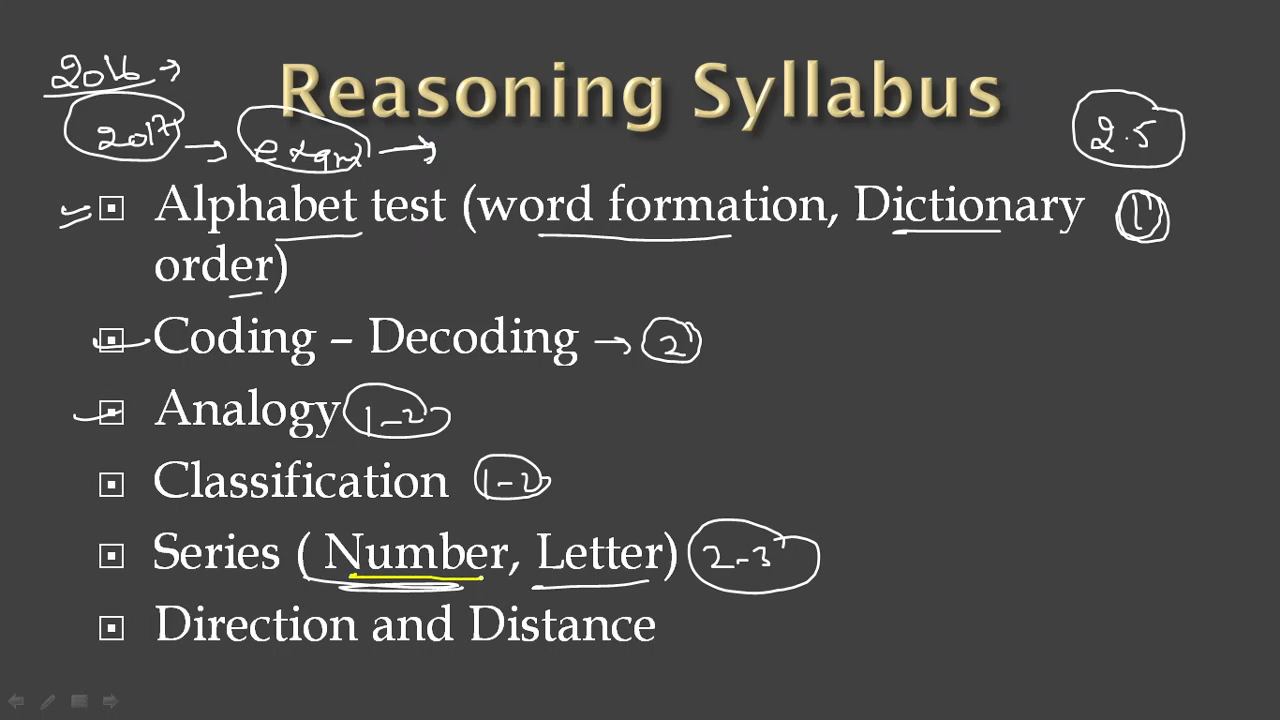 2016 →
Reasoning Syllabus
2017 → exam →
2.5
▣ Alphabet test (word formation, Dictionary 1
order)
▣ Coding – Decoding → 2
▣ Analogy 1-2
▣ Classification 1-2
▣ Series ( Number, Letter) 2-3
▣ Direction and Distance